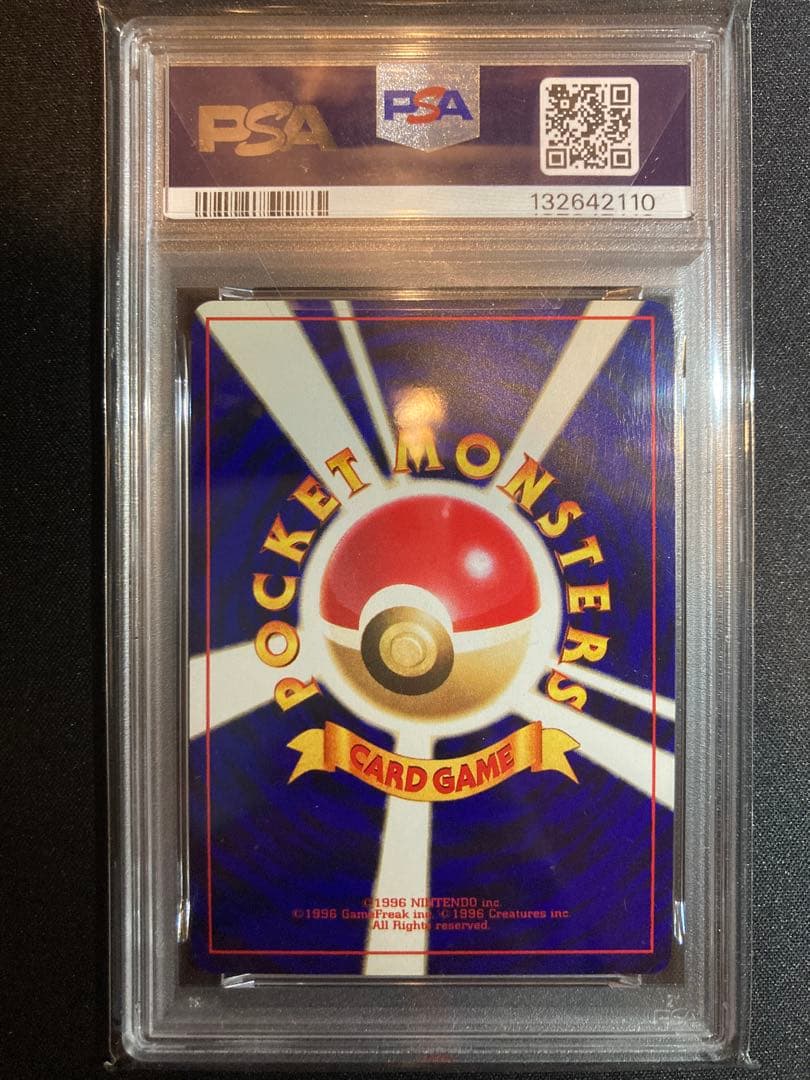 PSA PSA
132642110
POCKET MONSTERS
CARD GAME
©1996 NINTENDO inc.
©1996 GameFreak inc. ©1996 Creatures inc.
All Rights reserved.